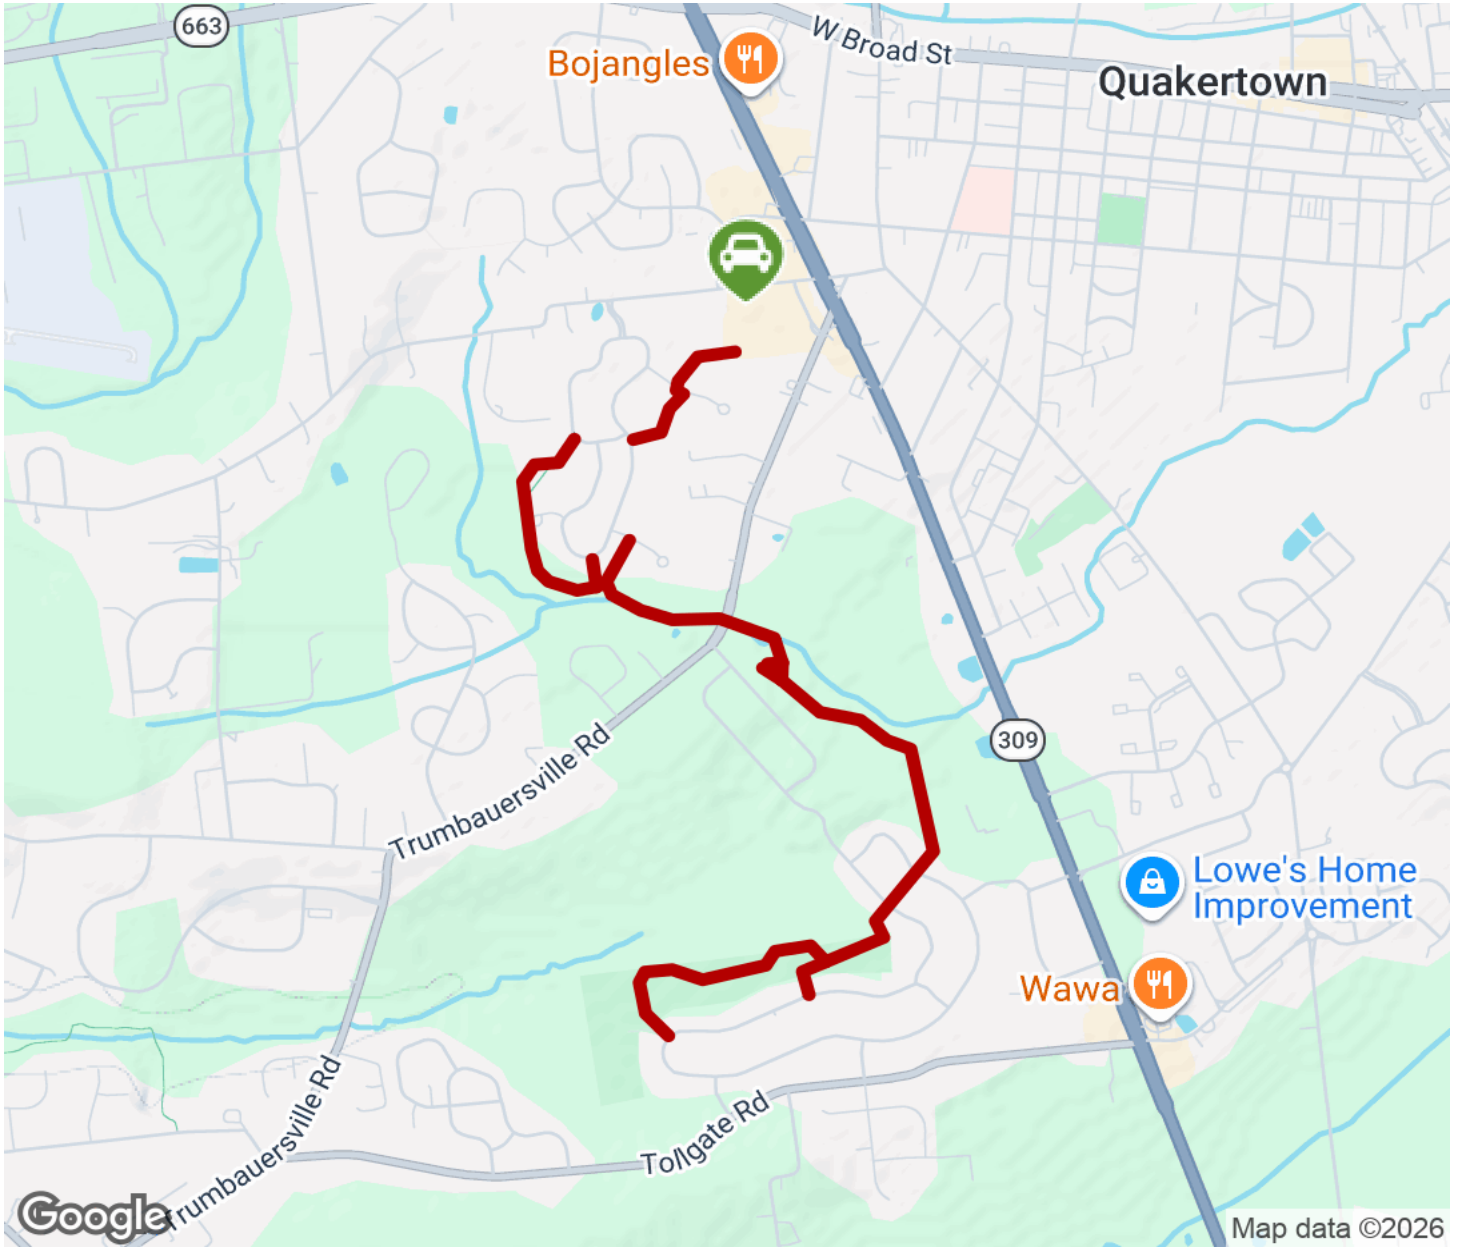 663
W Broad St
Bojangles
Quakertown
309
Trumbauersville Rd
Lowe's Home
Improvement
Wawa
Trumbauersville Rd
Tollgate Rd
Google
Map data ©2026